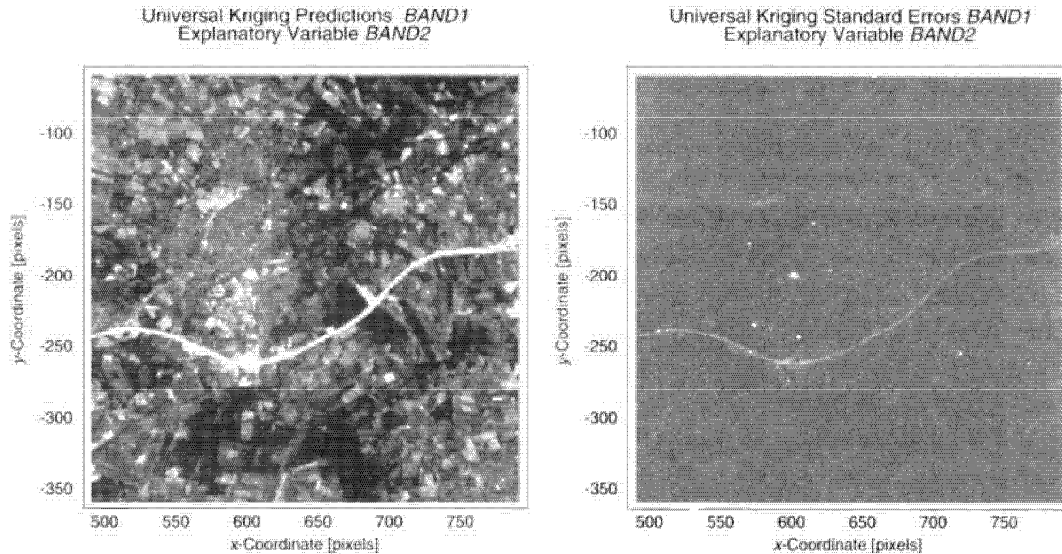 Universal Kriging Predictions BAND1
Explanatory Variable BAND2
-100
-150
-200
-250
-300
-350
y-Coordinate [pixels]
500 550 600 650 700 750
x-Coordinate [pixels]
Universal Kriging Standard Errors BAND1
Explanatory Variable BAND2
-100
-150
-200
-250
-300
-350
y-Coordinate [pixels]
500 550 600 650 700 750
x-Coordinate [pixels]